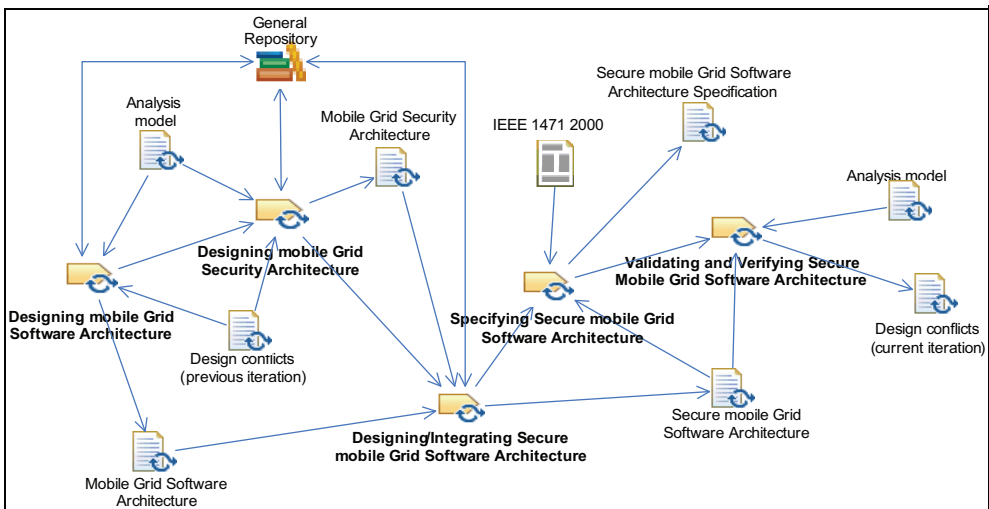 General
Repository
Analysis
model
Mobile Grid Security
Architecture
Secure mobile Grid Software
Architecture Specification
IEEE 1471 2000
Analysis model
Designing mobile Grid
Security Architecture
Validating and Verifying Secure
Mobile Grid Software Architecture
Designing mobile Grid
Software Architecture
Design conflicts
(previous iteration)
Specifying Secure mobile Grid
Software Architecture
Design conflicts
(current iteration)
Designing/Integrating Secure
mobile Grid Software Architecture
Secure mobile Grid
Software Architecture
Mobile Grid Software
Architecture